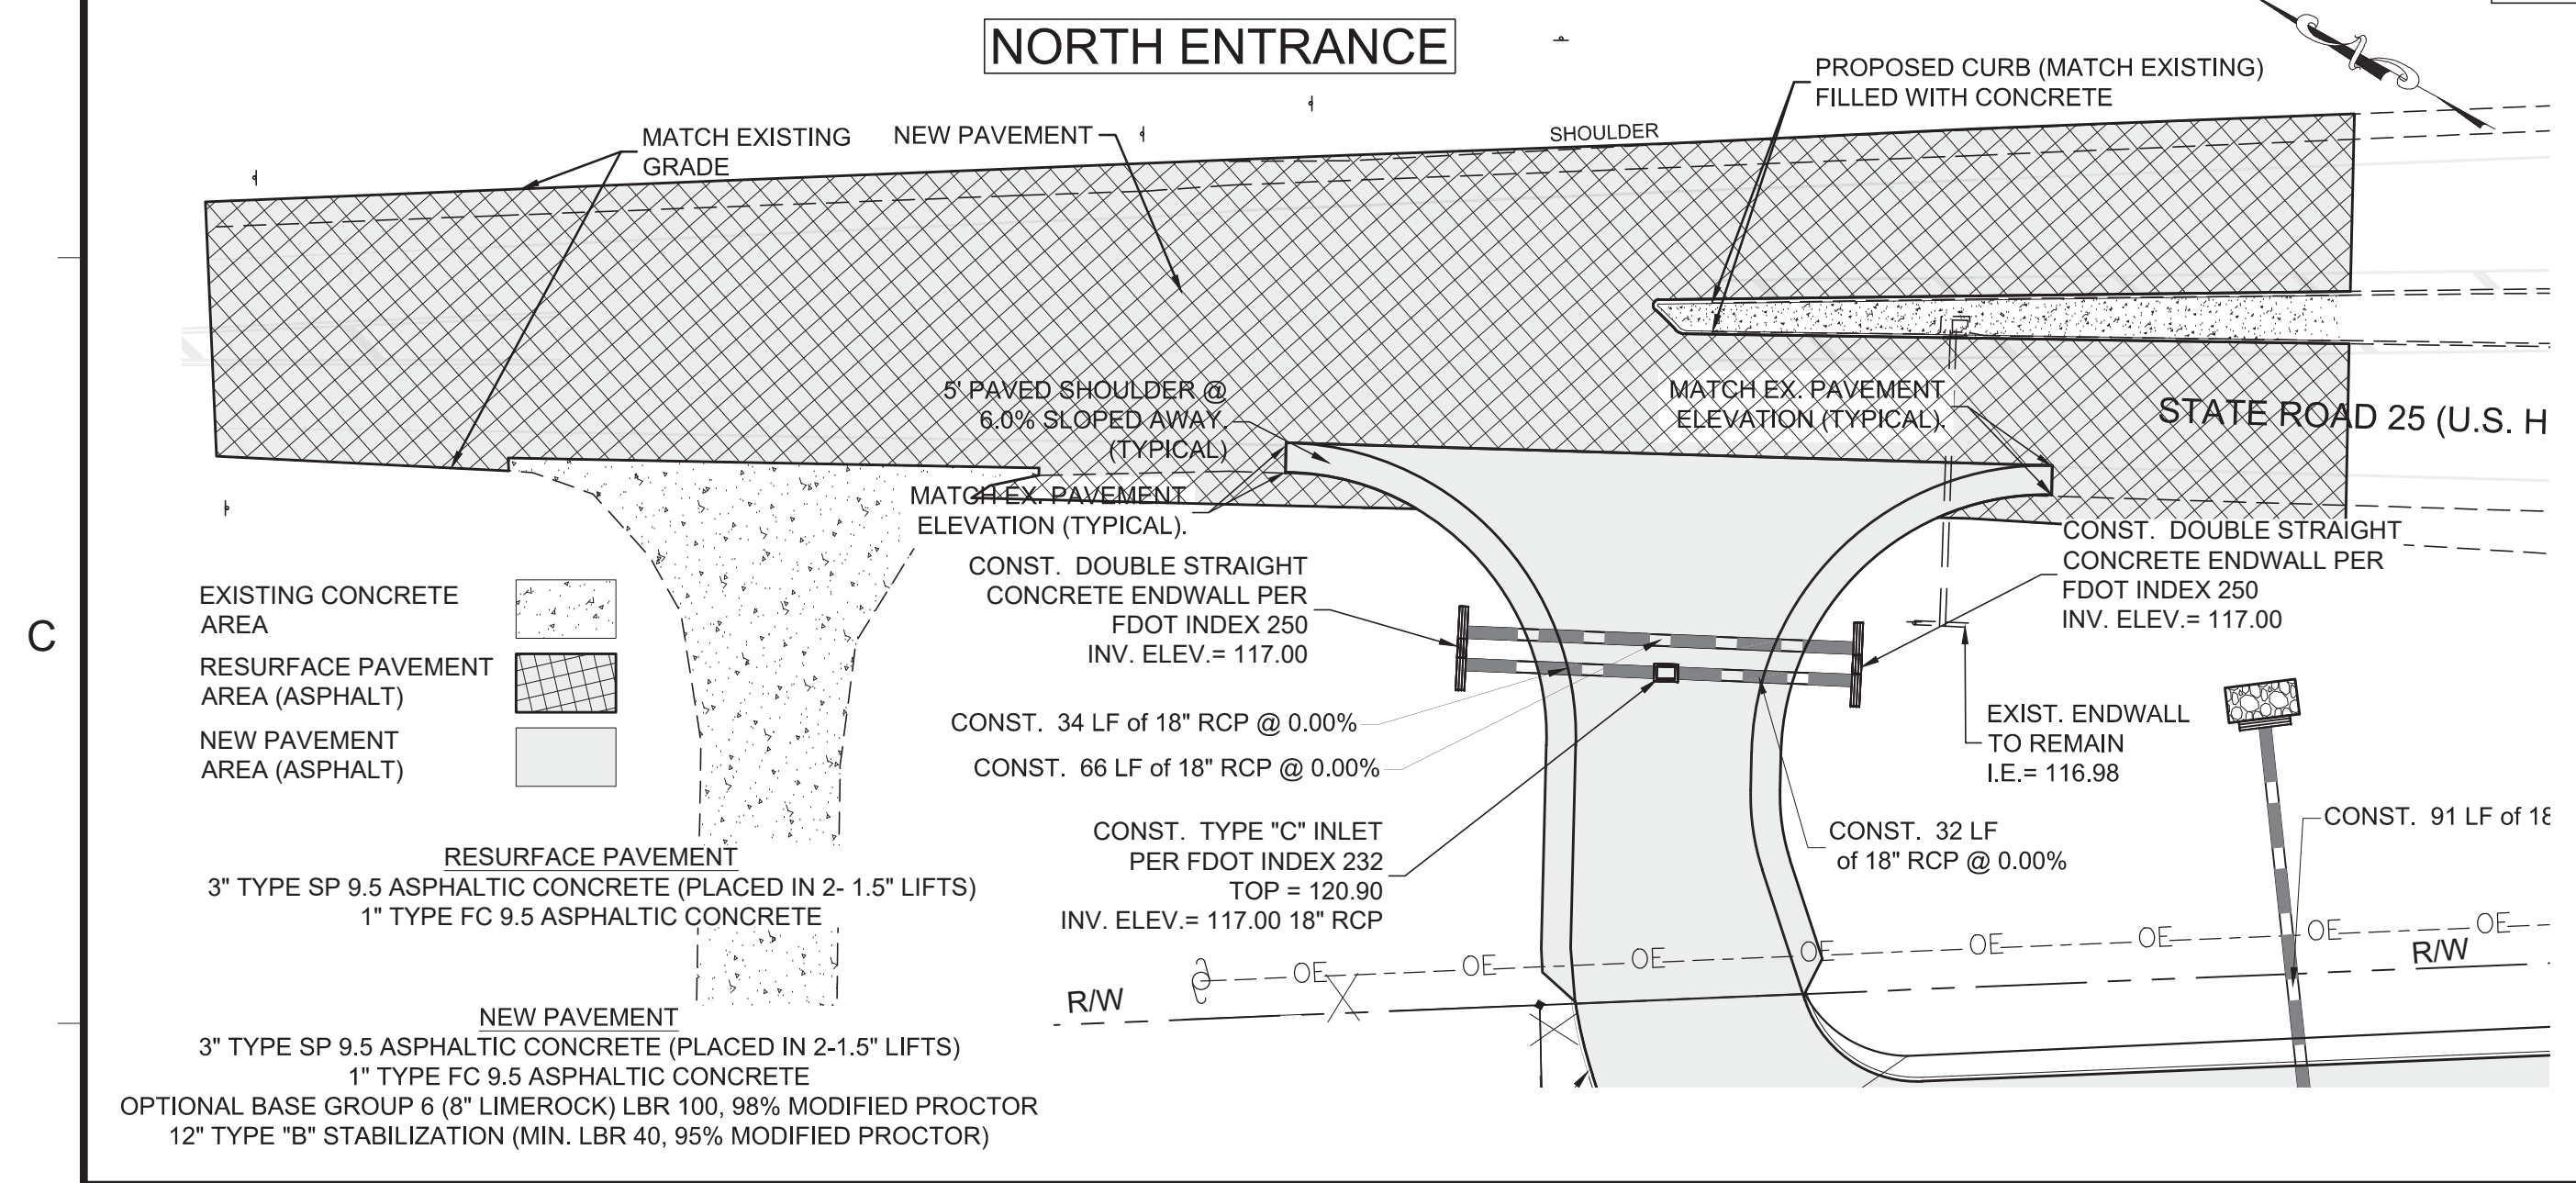 NORTH ENTRANCE
PROPOSED CURB (MATCH EXISTING)
FILLED WITH CONCRETE
MATCH EXISTING
GRADE
NEW PAVEMENT
SHOULDER
5' PAVED SHOULDER @
6.0% SLOPED AWAY.
(TYPICAL)
MATCH EX. PAVEMENT
ELEVATION (TYPICAL).
STATE ROAD 25 (U.S. H
MATCH EX. PAVEMENT
ELEVATION (TYPICAL).
CONST. DOUBLE STRAIGHT
CONCRETE ENDWALL PER
FDOT INDEX 250
INV. ELEV.= 117.00
CONST. DOUBLE STRAIGHT
CONCRETE ENDWALL PER
FDOT INDEX 250
INV. ELEV.= 117.00
C
EXISTING CONCRETE
AREA
RESURFACE PAVEMENT
AREA (ASPHALT)
NEW PAVEMENT
AREA (ASPHALT)
CONST. 34 LF of 18" RCP @ 0.00%
CONST. 66 LF of 18" RCP @ 0.00%
EXIST. ENDWALL
TO REMAIN
I.E.= 116.98
CONST. TYPE "C" INLET
PER FDOT INDEX 232
TOP = 120.90
INV. ELEV.= 117.00 18" RCP
CONST. 32 LF
of 18" RCP @ 0.00%
CONST. 91 LF of 18
RESURFACE PAVEMENT
3" TYPE SP 9.5 ASPHALTIC CONCRETE (PLACED IN 2- 1.5" LIFTS)
1" TYPE FC 9.5 ASPHALTIC CONCRETE
OE OE OE OE OE OE OE OE
R/W
R/W
NEW PAVEMENT
3" TYPE SP 9.5 ASPHALTIC CONCRETE (PLACED IN 2-1.5" LIFTS)
1" TYPE FC 9.5 ASPHALTIC CONCRETE
OPTIONAL BASE GROUP 6 (8" LIMEROCK) LBR 100, 98% MODIFIED PROCTOR
12" TYPE "B" STABILIZATION (MIN. LBR 40, 95% MODIFIED PROCTOR)